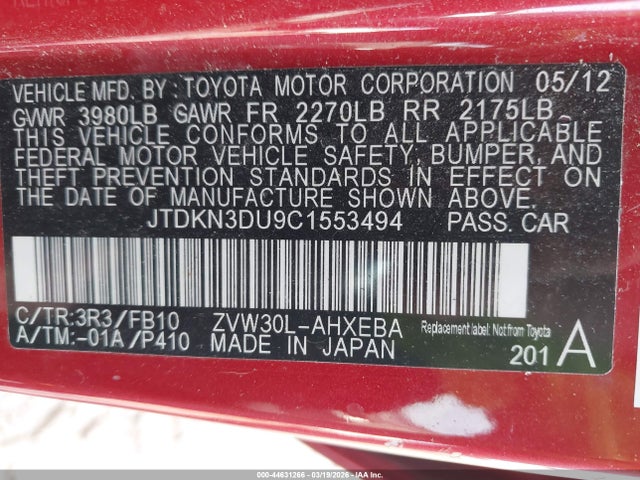 VEHICLE MFD. BY: TOYOTA MOTOR CORPORATION 05/12
GVWR 3980LB GAWR FR 2270LB RR 2175LB
THIS VEHICLE CONFORMS TO ALL APPLICABLE
FEDERAL MOTOR VEHICLE SAFETY, BUMPER, AND
THEFT PREVENTION STANDARDS IN EFFECT ON
THE DATE OF MANUFACTURE SHOWN ABOVE.
JTDKN3DU9C1553494 PASS. CAR
C/TR:3R3/FB10 ZVW30L-AHXEBA Replacement label: Not from Toyota
A/TM:-01A/P410 MADE IN JAPAN 201A
000-44631266 - 03/19/2026 - IAA Inc.